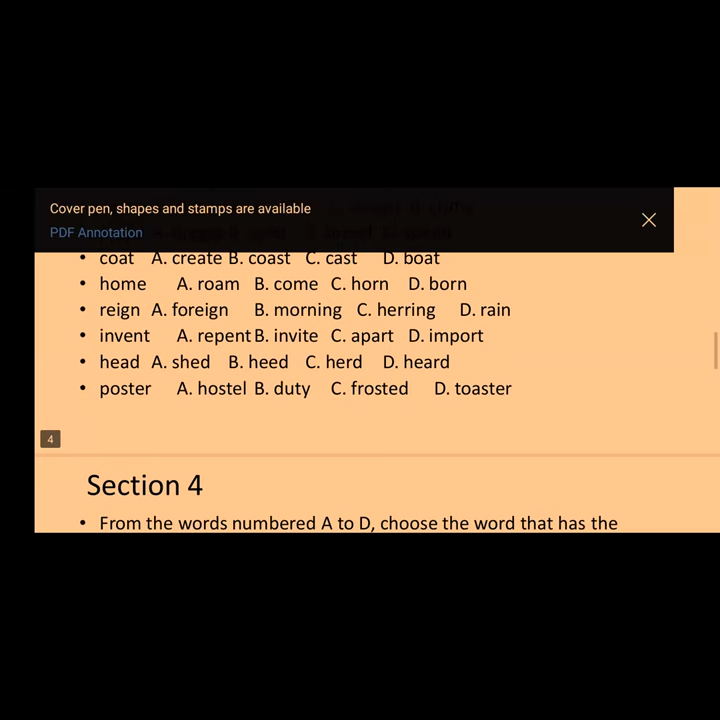 Cover pen, shapes and stamps are available
PDF Annotation
• coat A. create B. coast C. cast D. boat
• home A. roam B. come C. horn D. born
• reign A. foreign B. morning C. herring D. rain
• invent A. repent B. invite C. apart D. import
• head A. shed B. heed C. herd D. heard
• poster A. hostel B. duty C. frosted D. toaster
4
Section 4
• From the words numbered A to D, choose the word that has the